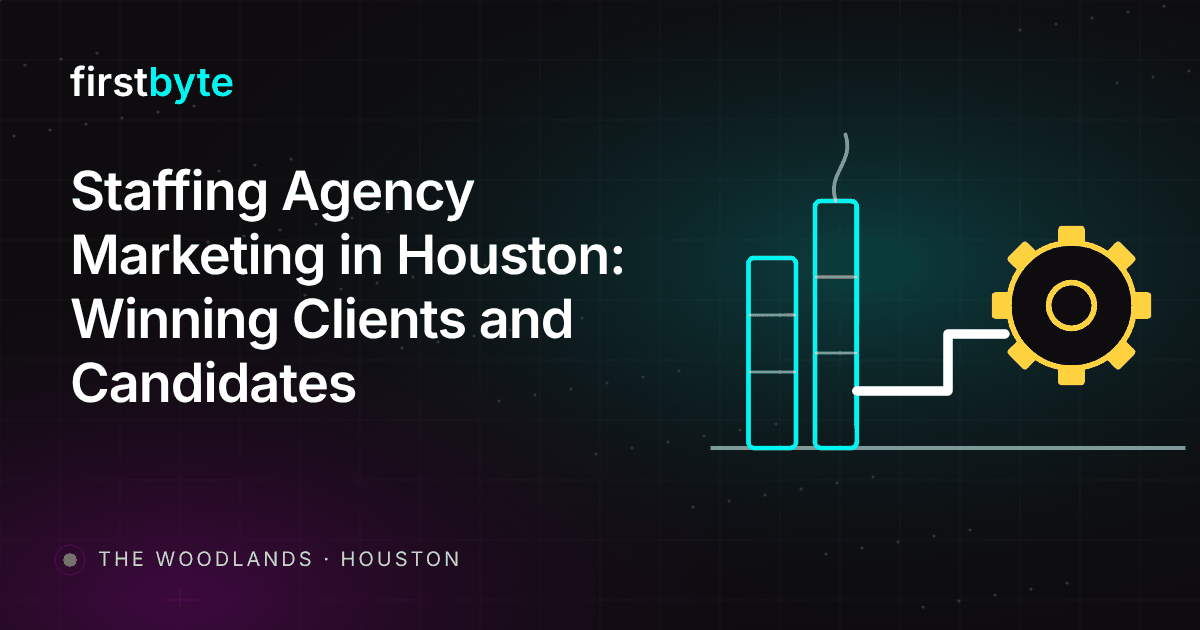 firstbyte
Staffing Agency
Marketing in Houston:
Winning Clients and
Candidates
THE WOODLANDS · HOUSTON